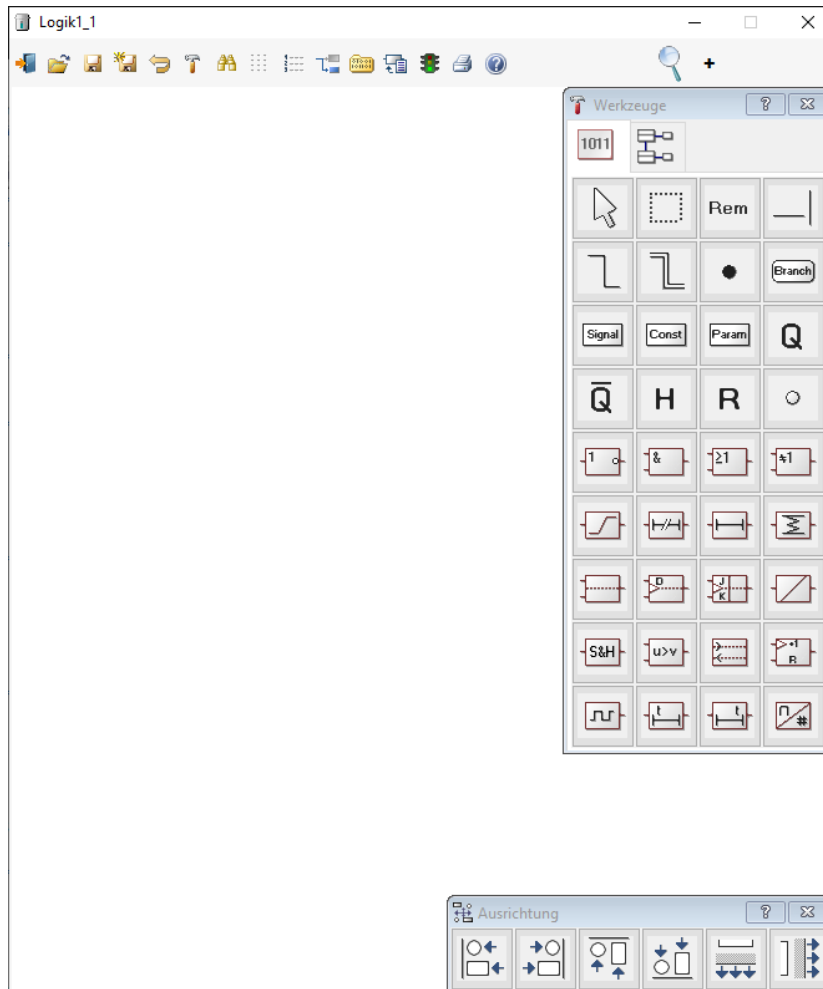 Logik1_1
+
Werkzeuge
1011
Rem
Branch
Signal Const Param Q
Q̅ H R
1 & ≥1 ≠1
D J K
S&H u>v +1 R
t t #
Ausrichtung